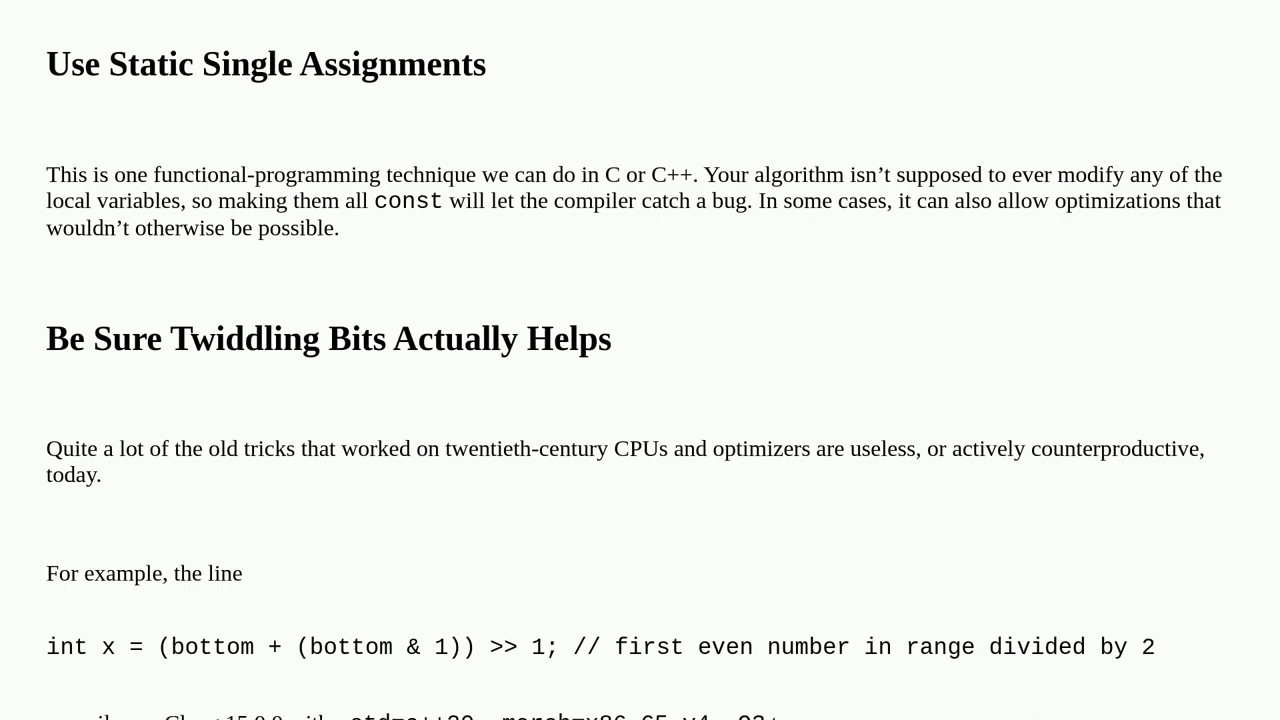 Use Static Single Assignments
This is one functional-programming technique we can do in C or C++. Your algorithm isn’t supposed to ever modify any of the
local variables, so making them all const will let the compiler catch a bug. In some cases, it can also allow optimizations that
wouldn’t otherwise be possible.
Be Sure Twiddling Bits Actually Helps
Quite a lot of the old tricks that worked on twentieth-century CPUs and optimizers are useless, or actively counterproductive,
today.
For example, the line
int x = (bottom + (bottom & 1)) >> 1; // first even number in range divided by 2